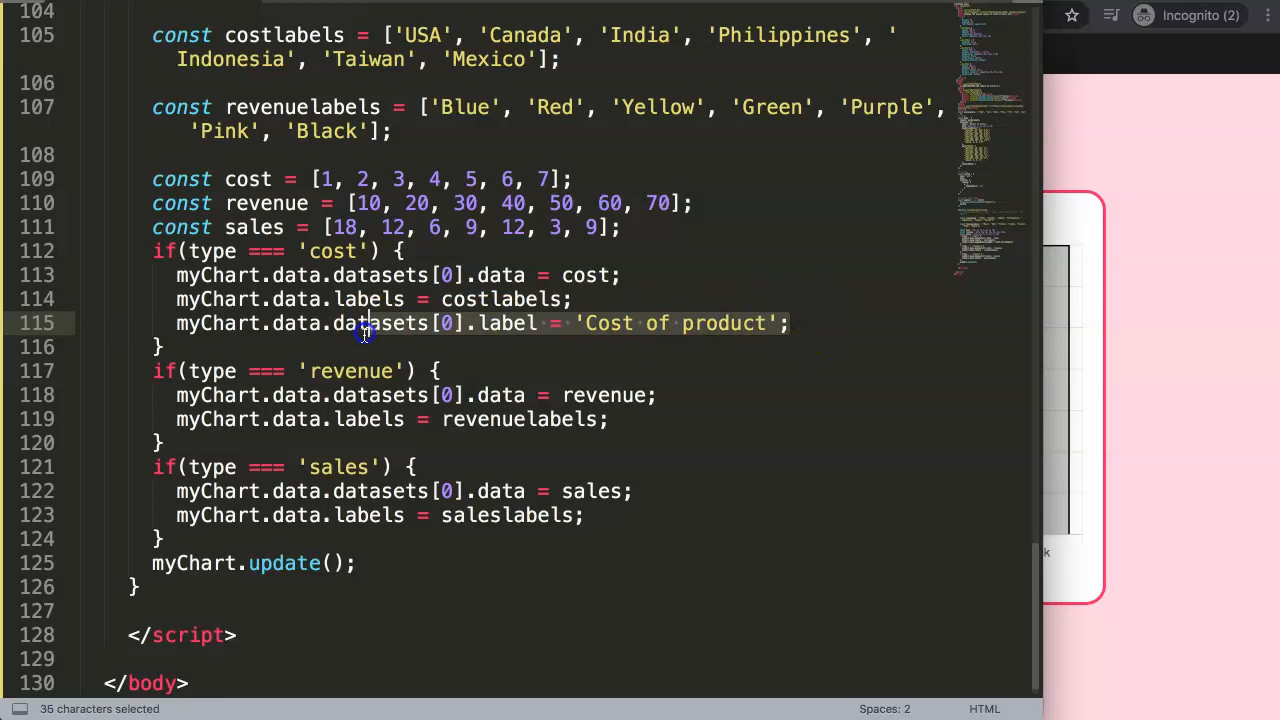 104
Incognito (2)
105 const costlabels = ['USA', 'Canada', 'India', 'Philippines', '
Indonesia', 'Taiwan', 'Mexico'];
106
107 const revenuelabels = ['Blue', 'Red', 'Yellow', 'Green', 'Purple',
'Pink', 'Black'];
108
109 const cost = [1, 2, 3, 4, 5, 6, 7];
110 const revenue = [10, 20, 30, 40, 50, 60, 70];
111 const sales = [18, 12, 6, 9, 12, 3, 9];
112 if(type === 'cost') {
113 myChart.data.datasets[0].data = cost;
114 myChart.data.labels = costlabels;
115 myChart.data.datasets[0].label = 'Cost of product';
116 }
117 if(type === 'revenue') {
118 myChart.data.datasets[0].data = revenue;
119 myChart.data.labels = revenuelabels;
120 }
121 if(type === 'sales') {
122 myChart.data.datasets[0].data = sales;
123 myChart.data.labels = saleslabels;
124 }
125 myChart.update();
126 }
127
128 </script>
129
130 </body>
36 characters selected
Spaces: 2
HTML